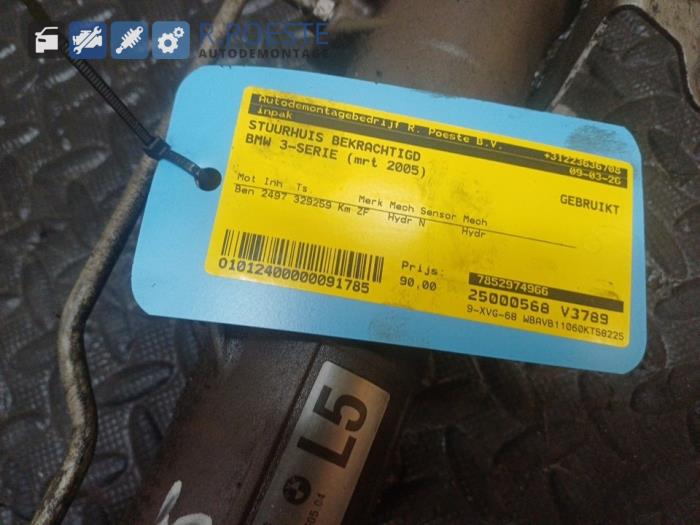 R POESTE
AUTODEMONTAGE
Autodemontagebedrijf R. Poeste B.V. +31223636708
Inpak 09-03-26
STUURHUIS BEKRACHTIGD
BMW 3-SERIE (mrt 2005)
GEBRUIKT
Mot Inh Ts Merk Mech Sensor Mech
Ben 2497 329259 Km ZF Hydr N Hydr
01012400000091785
Prijs:
90,00
7852974966
25000568 V3789
9-XVG-68 WBAVB11060KT58225
L5